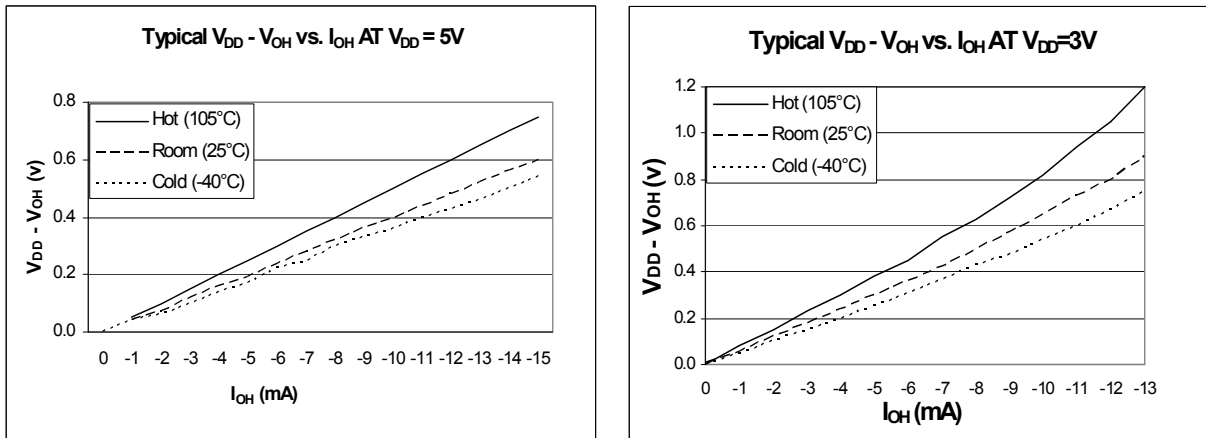 Typical VDD - VOH vs. IOH AT VDD = 5V
0.8
0.6
0.4
0.2
0.0
VDD - VOH (v)
Hot (105°C)
Room (25°C)
Cold (-40°C)
0 -1 -2 -3 -4 -5 -6 -7 -8 -9 -10 -11 -12 -13 -14 -15
IOH (mA)
Typical VDD - VOH vs. IOH AT VDD=3V
1.2
1.0
0.8
0.6
0.4
0.2
0.0
VDD - VOH (v)
Hot (105°C)
Room (25°C)
Cold (-40°C)
0 -1 -2 -3 -4 -5 -6 -7 -8 -9 -10 -11 -12 -13
IOH (mA)